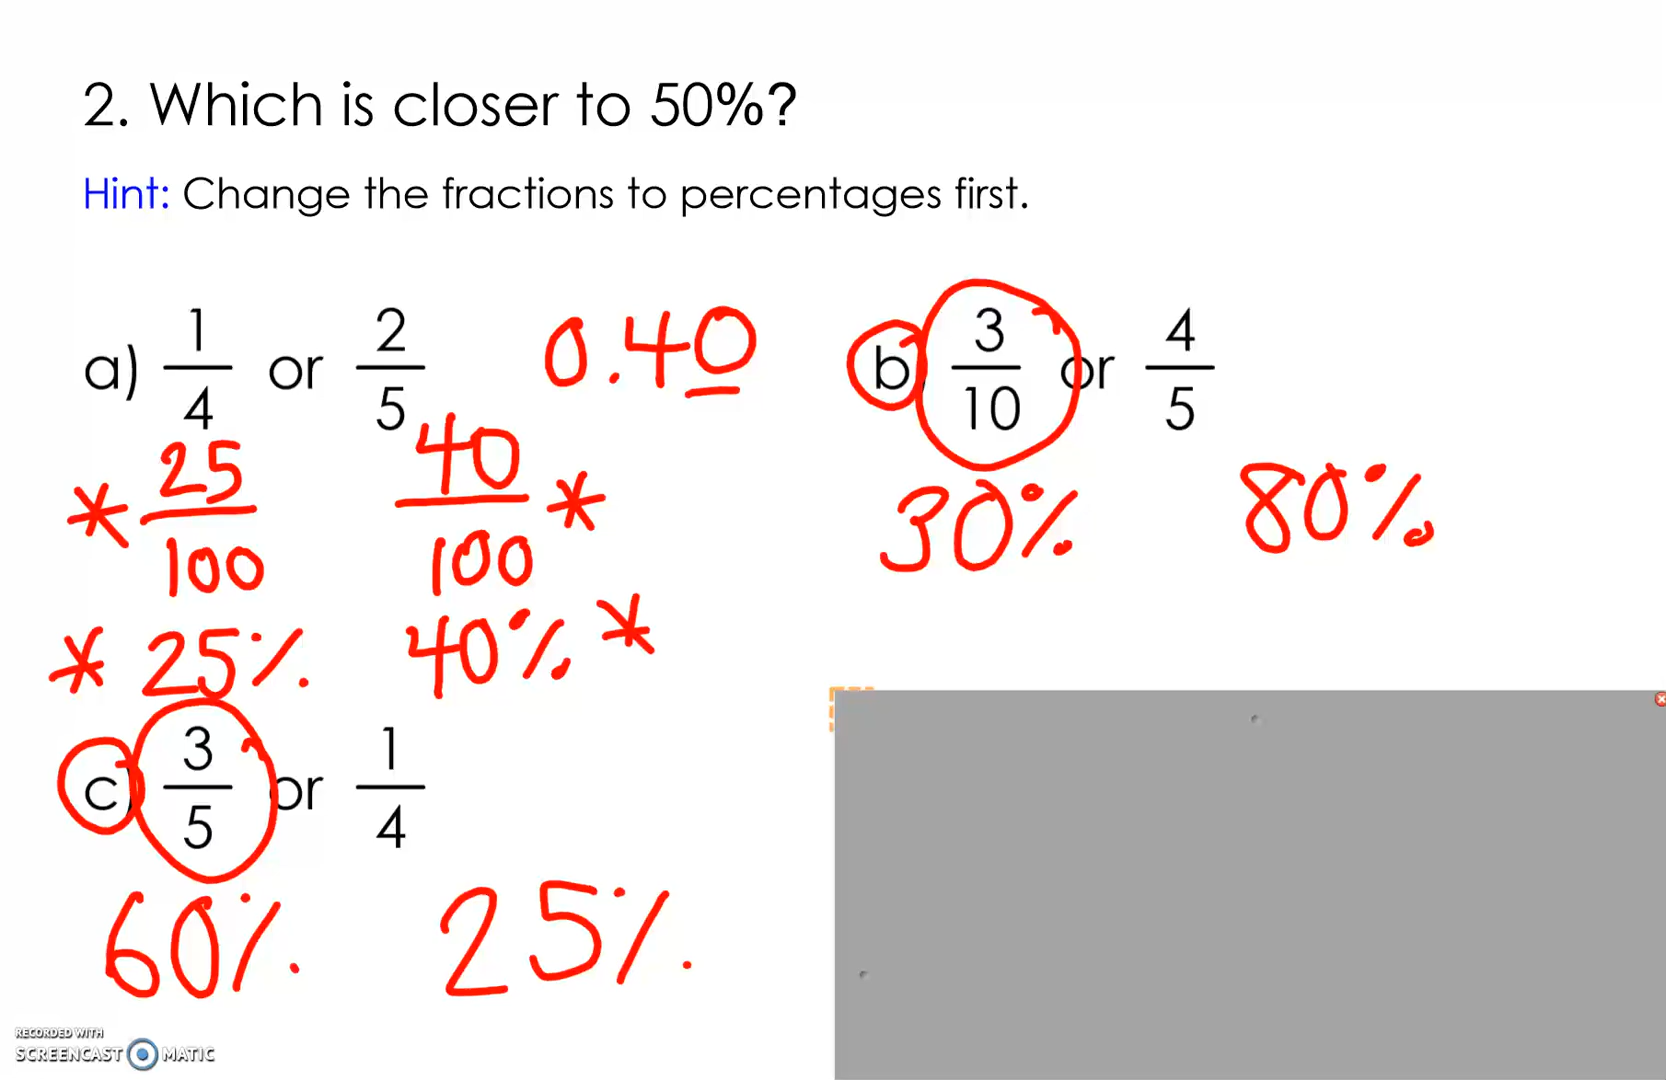 2. Which is closer to 50%?
Hint: Change the fractions to percentages first.
a) 1/4 or 2/5 0.40
25/100 40/100
* *
* 25% 40% *
b) 3/10 or 4/5
30% 80%
c) 3/5 or 1/4
60% 25%
RECORDED WITH
SCREENCAST MATIC